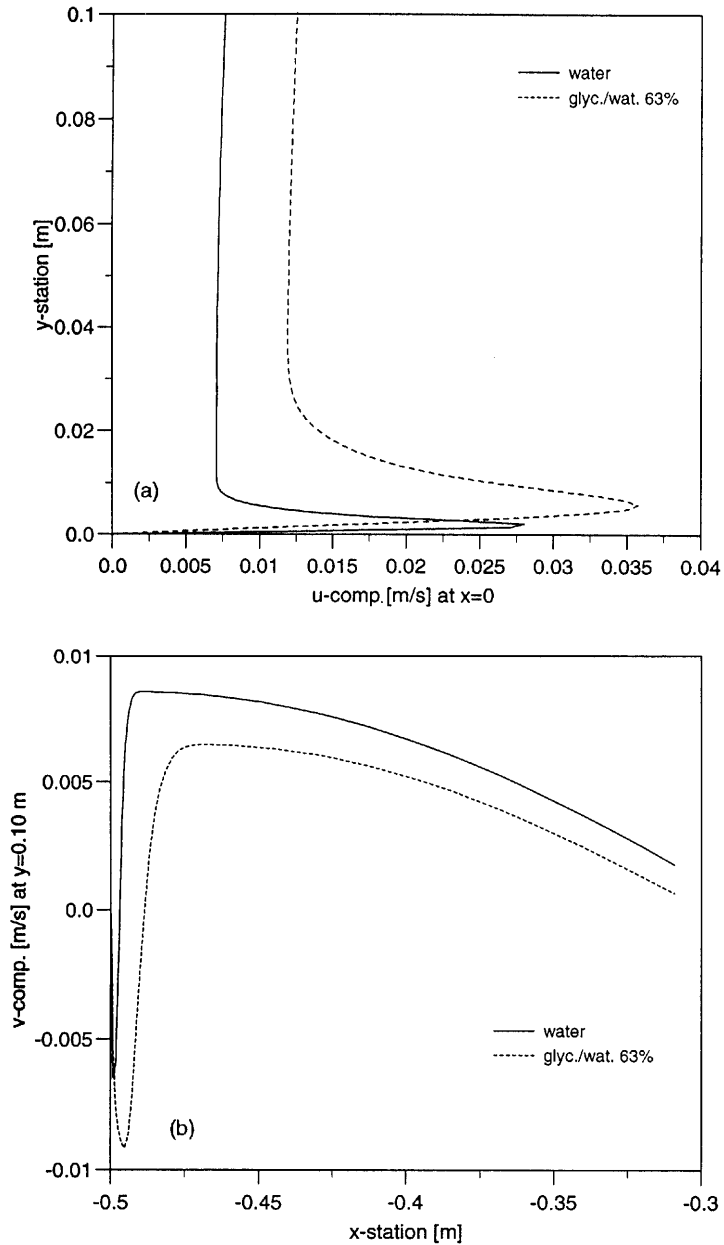 0.1
water
glyc./wat. 63%
0.08
0.06
y-station [m]
0.04
0.02
(a)
0.0
0.0 0.005 0.01 0.015 0.02 0.025 0.03 0.035 0.04
u-comp. [m/s] at x=0
0.01
0.005
v-comp. [m/s] at y=0.10 m
0.0
-0.005
water
glyc./wat. 63%
(b)
-0.01
-0.5 -0.45 -0.4 -0.35 -0.3
x-station [m]